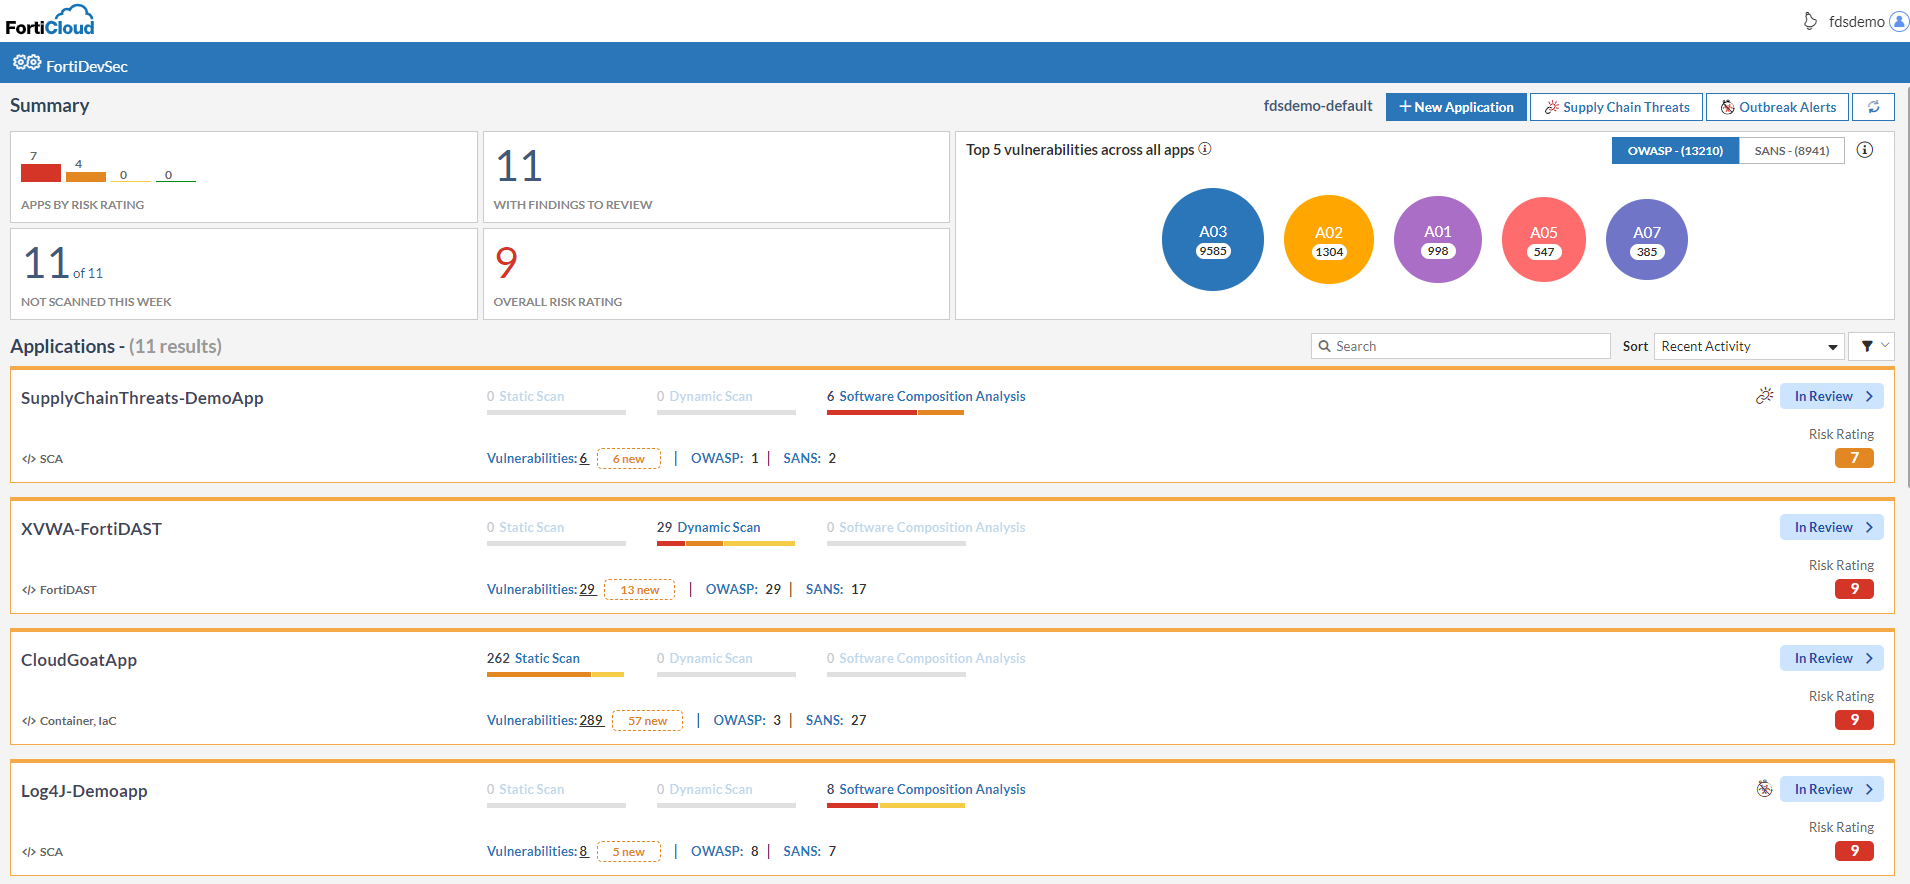 FortiCloud
fdsdemo
FortiDevSec
Summary
fdsdemo-default
+ New Application
Supply Chain Threats
Outbreak Alerts
7 4 0 0
APPS BY RISK RATING
11
WITH FINDINGS TO REVIEW
11 of 11
NOT SCANNED THIS WEEK
9
OVERALL RISK RATING
Top 5 vulnerabilities across all apps
OWASP - (13210)
SANS - (8941)
A03
9585
A02
1304
A01
998
A05
547
A07
385
Applications - (11 results)
Search
Sort
Recent Activity
SupplyChainThreats-DemoApp
0 Static Scan
0 Dynamic Scan
6 Software Composition Analysis
In Review
Risk Rating
</> SCA
Vulnerabilities: 6 6 new | OWASP: 1 | SANS: 2
7
XVWA-FortiDAST
0 Static Scan
29 Dynamic Scan
0 Software Composition Analysis
In Review
Risk Rating
</> FortiDAST
Vulnerabilities: 29 13 new | OWASP: 29 | SANS: 17
9
CloudGoatApp
262 Static Scan
0 Dynamic Scan
0 Software Composition Analysis
In Review
Risk Rating
</> Container, IaC
Vulnerabilities: 289 57 new | OWASP: 3 | SANS: 27
9
Log4J-Demoapp
0 Static Scan
0 Dynamic Scan
8 Software Composition Analysis
In Review
Risk Rating
</> SCA
Vulnerabilities: 8 5 new | OWASP: 8 | SANS: 7
9